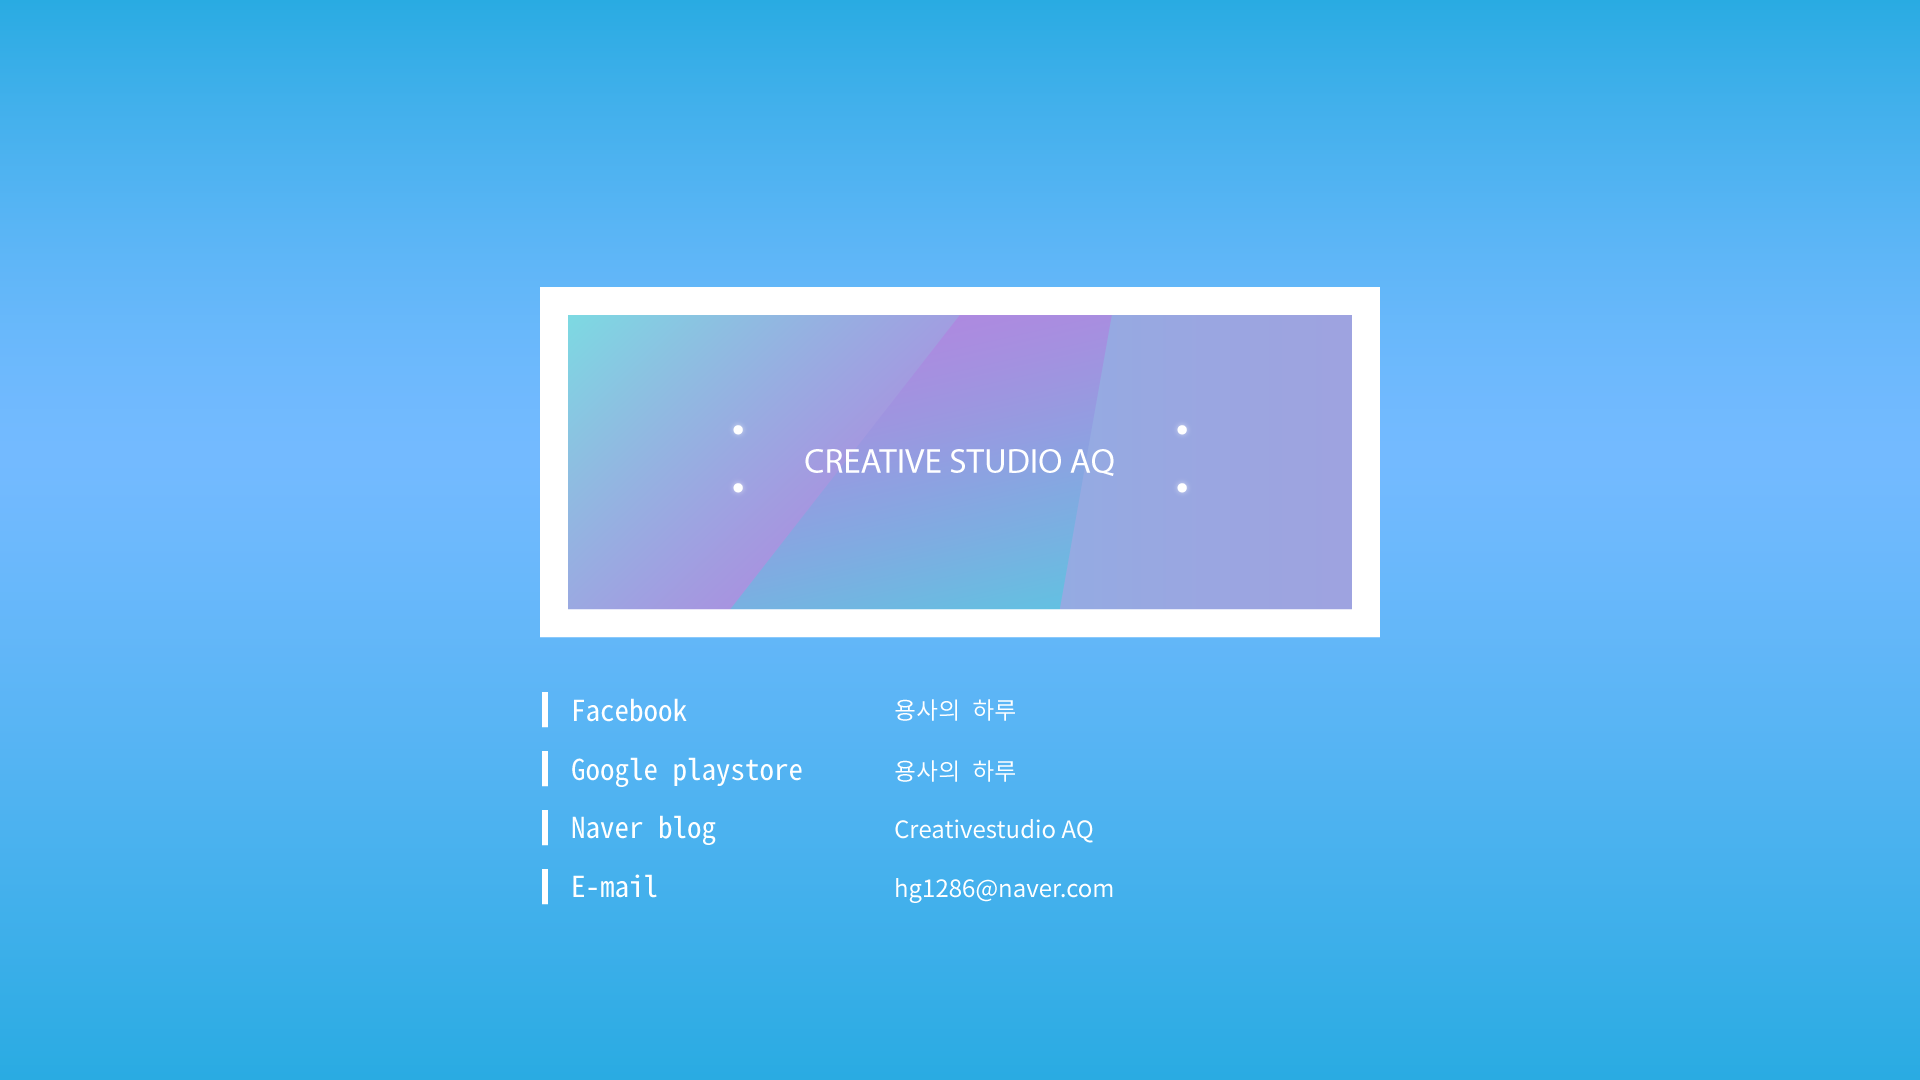 CREATIVE STUDIO AQ
Facebook 용사의 하루
Google playstore 용사의 하루
Naver blog Creativestudio AQ
E-mail hg1286@naver.com